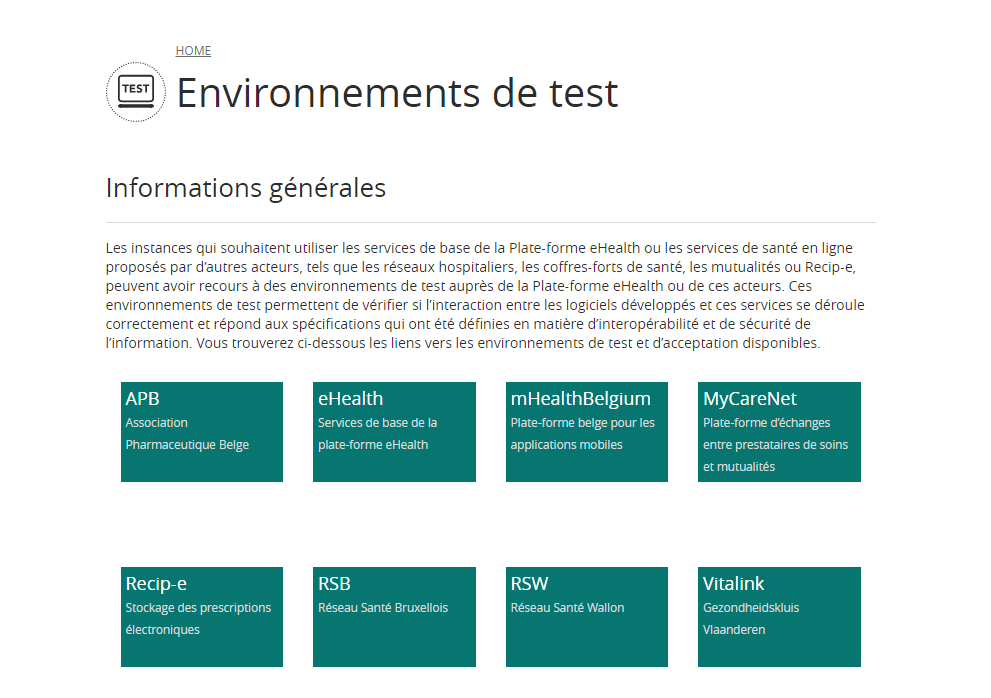 HOME
TEST
Environnements de test
Informations générales
Les instances qui souhaitent utiliser les services de base de la Plate-forme eHealth ou les services de santé en ligne
proposés par d’autres acteurs, tels que les réseaux hospitaliers, les coffres-forts de santé, les mutualités ou Recip-e,
peuvent avoir recours à des environnements de test auprès de la Plate-forme eHealth ou de ces acteurs. Ces
environnements de test permettent de vérifier si l’interaction entre les logiciels développés et ces services se déroule
correctement et répond aux spécifications qui ont été définies en matière d’interopérabilité et de sécurité de
l’information. Vous trouverez ci-dessous les liens vers les environnements de test et d’acceptation disponibles.
APB
Association
Pharmaceutique Belge
eHealth
Services de base de la
plate-forme eHealth
mHealthBelgium
Plate-forme belge pour les
applications mobiles
MyCareNet
Plate-forme d’échanges
entre prestataires de soins
et mutualités
Recip-e
Stockage des prescriptions
électroniques
RSB
Réseau Santé Bruxellois
RSW
Réseau Santé Wallon
Vitalink
Gezondheidskluis
Vlaanderen